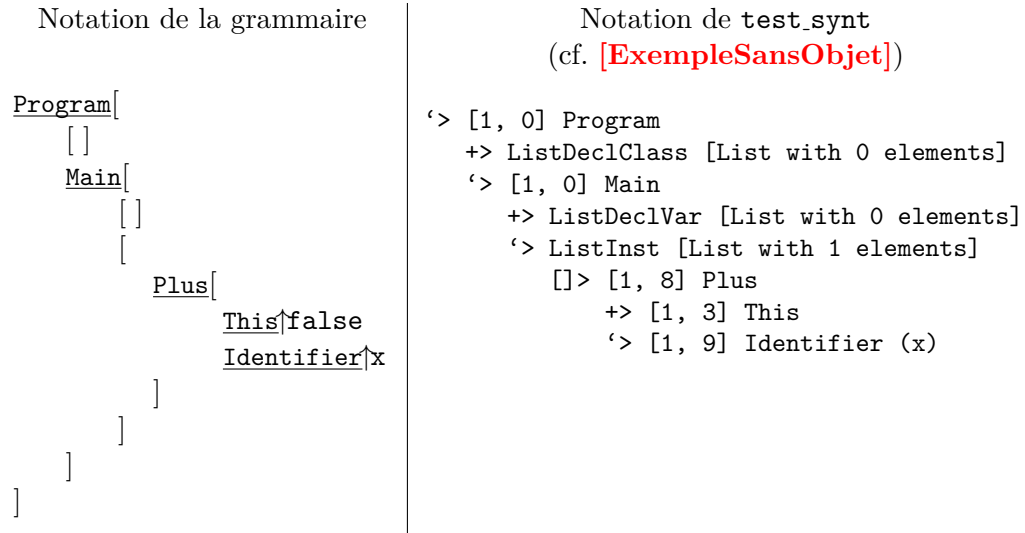 Notation de la grammaire
Program[
[ ]
Main[
[ ]
[
Plus[
This↑false
Identifier↑x
]
]
]
]
Notation de test_synt
(cf. [ExempleSansObjet])
‘> [1, 0] Program
+> ListDeclClass [List with 0 elements]
‘> [1, 0] Main
+> ListDeclVar [List with 0 elements]
‘> ListInst [List with 1 elements]
[]> [1, 8] Plus
+> [1, 3] This
‘> [1, 9] Identifier (x)